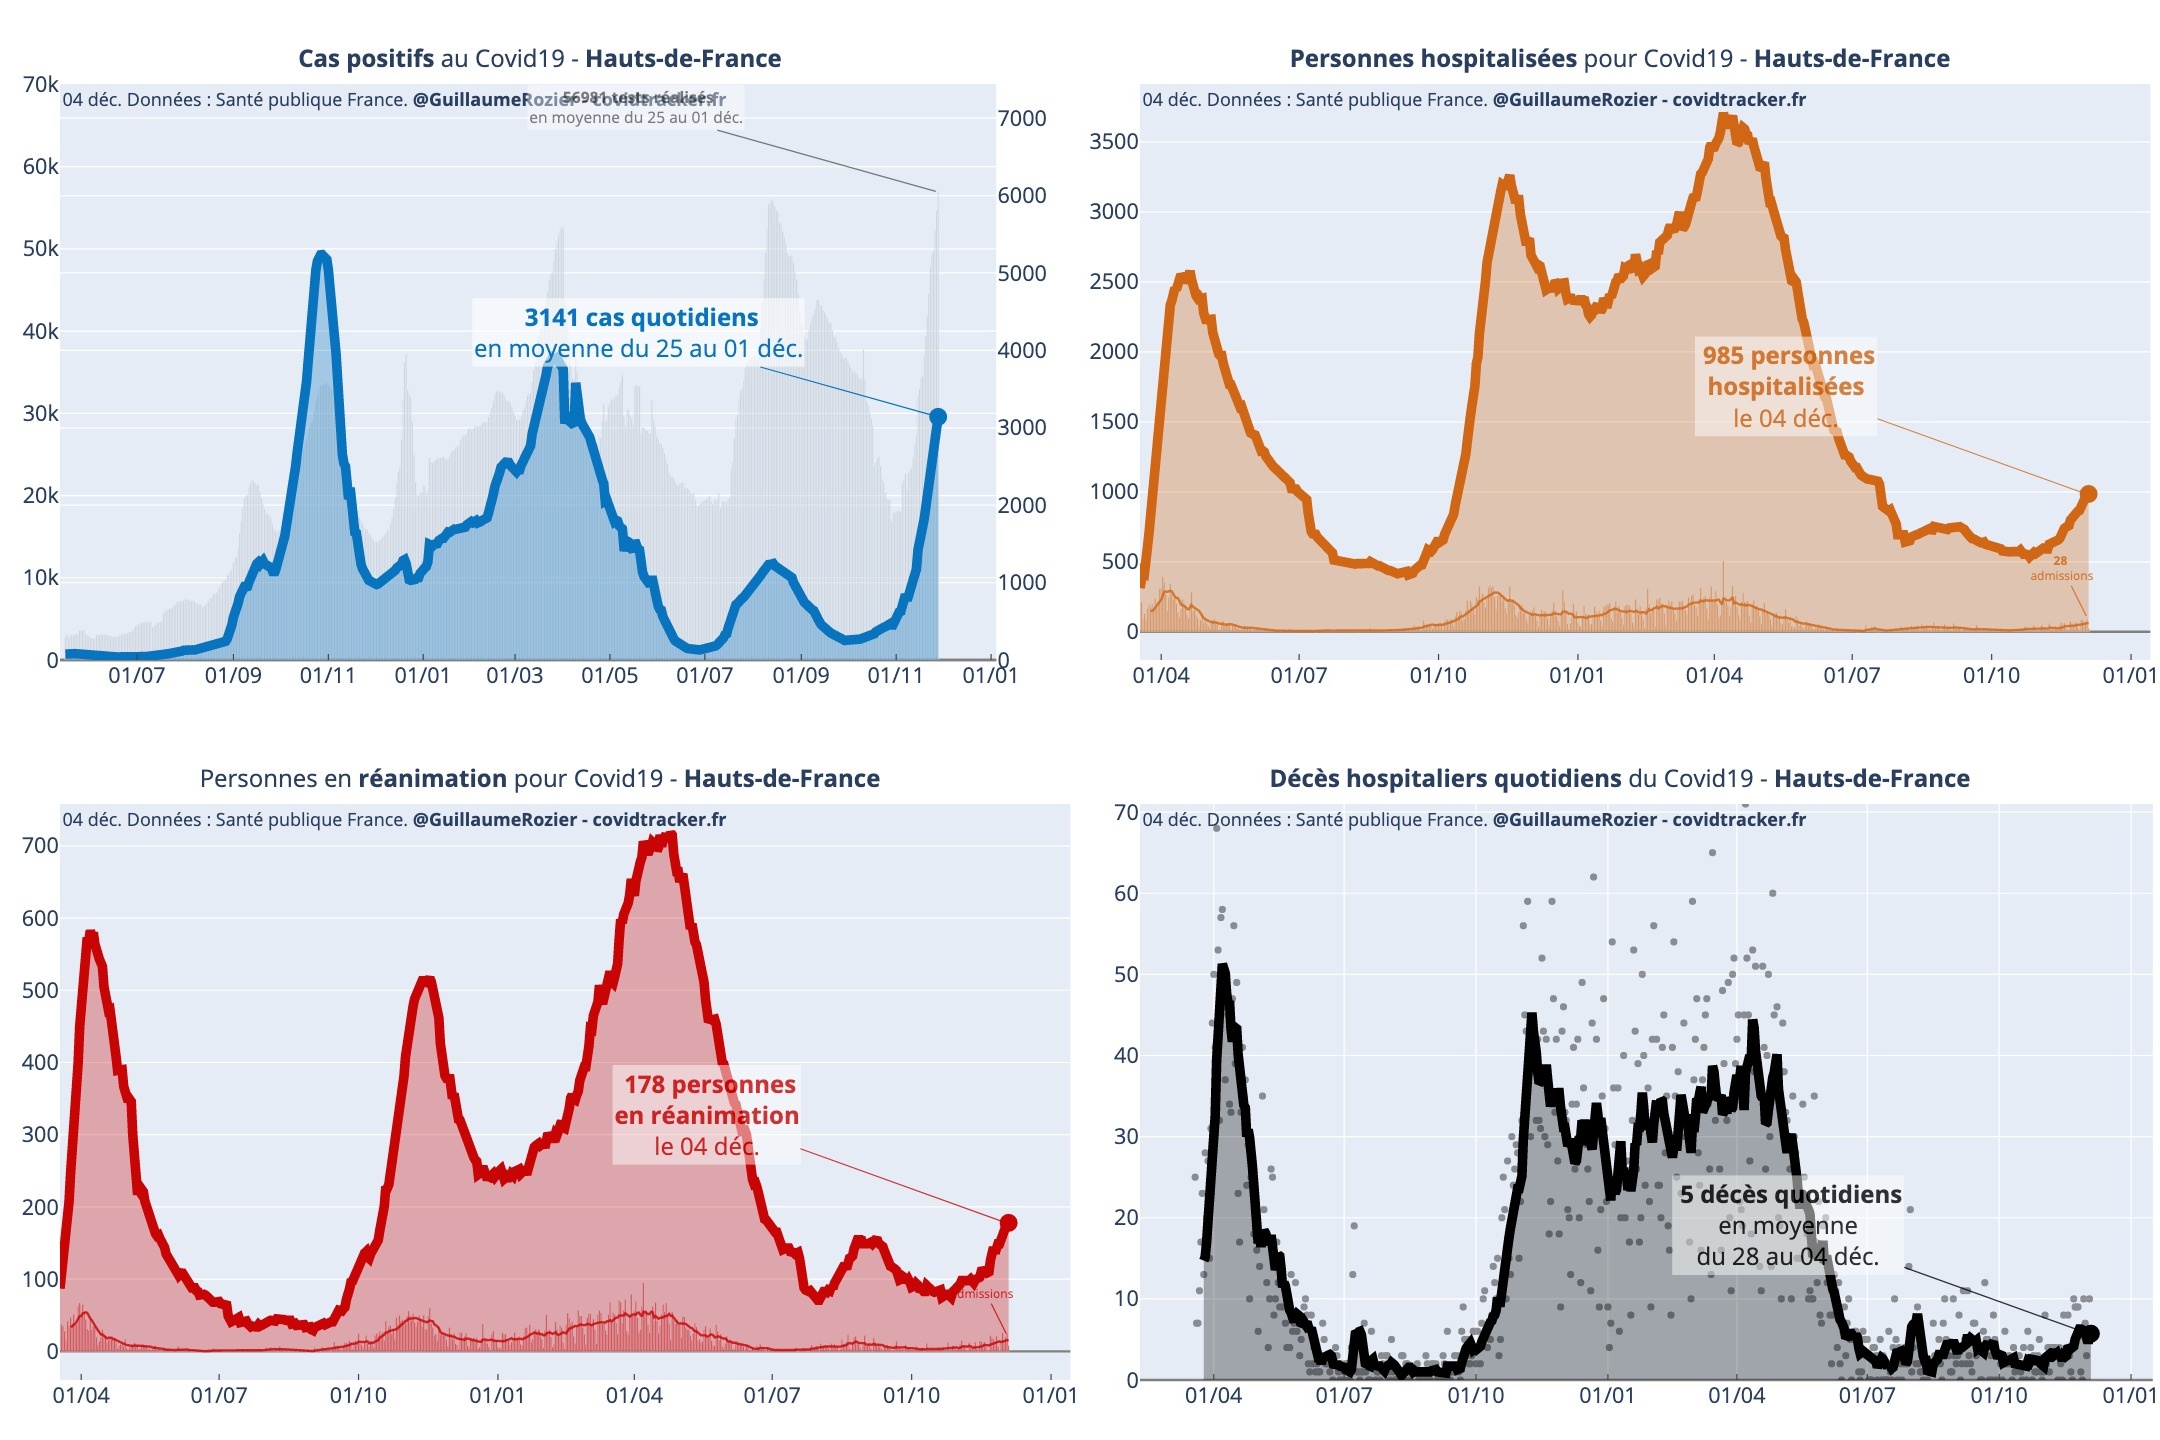 Cas positifs au Covid19 - Hauts-de-France
04 déc. Données : Santé publique France. @GuillaumeRozier - covidtracker.fr
56981 tests réalisés
en moyenne du 25 au 01 déc.
3141 cas quotidiens
en moyenne du 25 au 01 déc.
70k
60k
50k
40k
30k
20k
10k
0
7000
6000
5000
4000
3000
2000
1000
0
01/07 01/09 01/11 01/01 01/03 01/05 01/07 01/09 01/11 01/01
Personnes hospitalisées pour Covid19 - Hauts-de-France
04 déc. Données : Santé publique France. @GuillaumeRozier - covidtracker.fr
3500
3000
2500
2000
1500
1000
500
0
985 personnes
hospitalisées
le 04 déc.
28
admissions
01/04 01/07 01/10 01/01 01/04 01/07 01/10 01/01
Personnes en réanimation pour Covid19 - Hauts-de-France
04 déc. Données : Santé publique France. @GuillaumeRozier - covidtracker.fr
700
600
500
400
300
200
100
0
178 personnes
en réanimation
le 04 déc.
admissions
01/04 01/07 01/10 01/01 01/04 01/07 01/10 01/01
Décès hospitaliers quotidiens du Covid19 - Hauts-de-France
04 déc. Données : Santé publique France. @GuillaumeRozier - covidtracker.fr
70
60
50
40
30
20
10
0
5 décès quotidiens
en moyenne
du 28 au 04 déc.
01/04 01/07 01/10 01/01 01/04 01/07 01/10 01/01